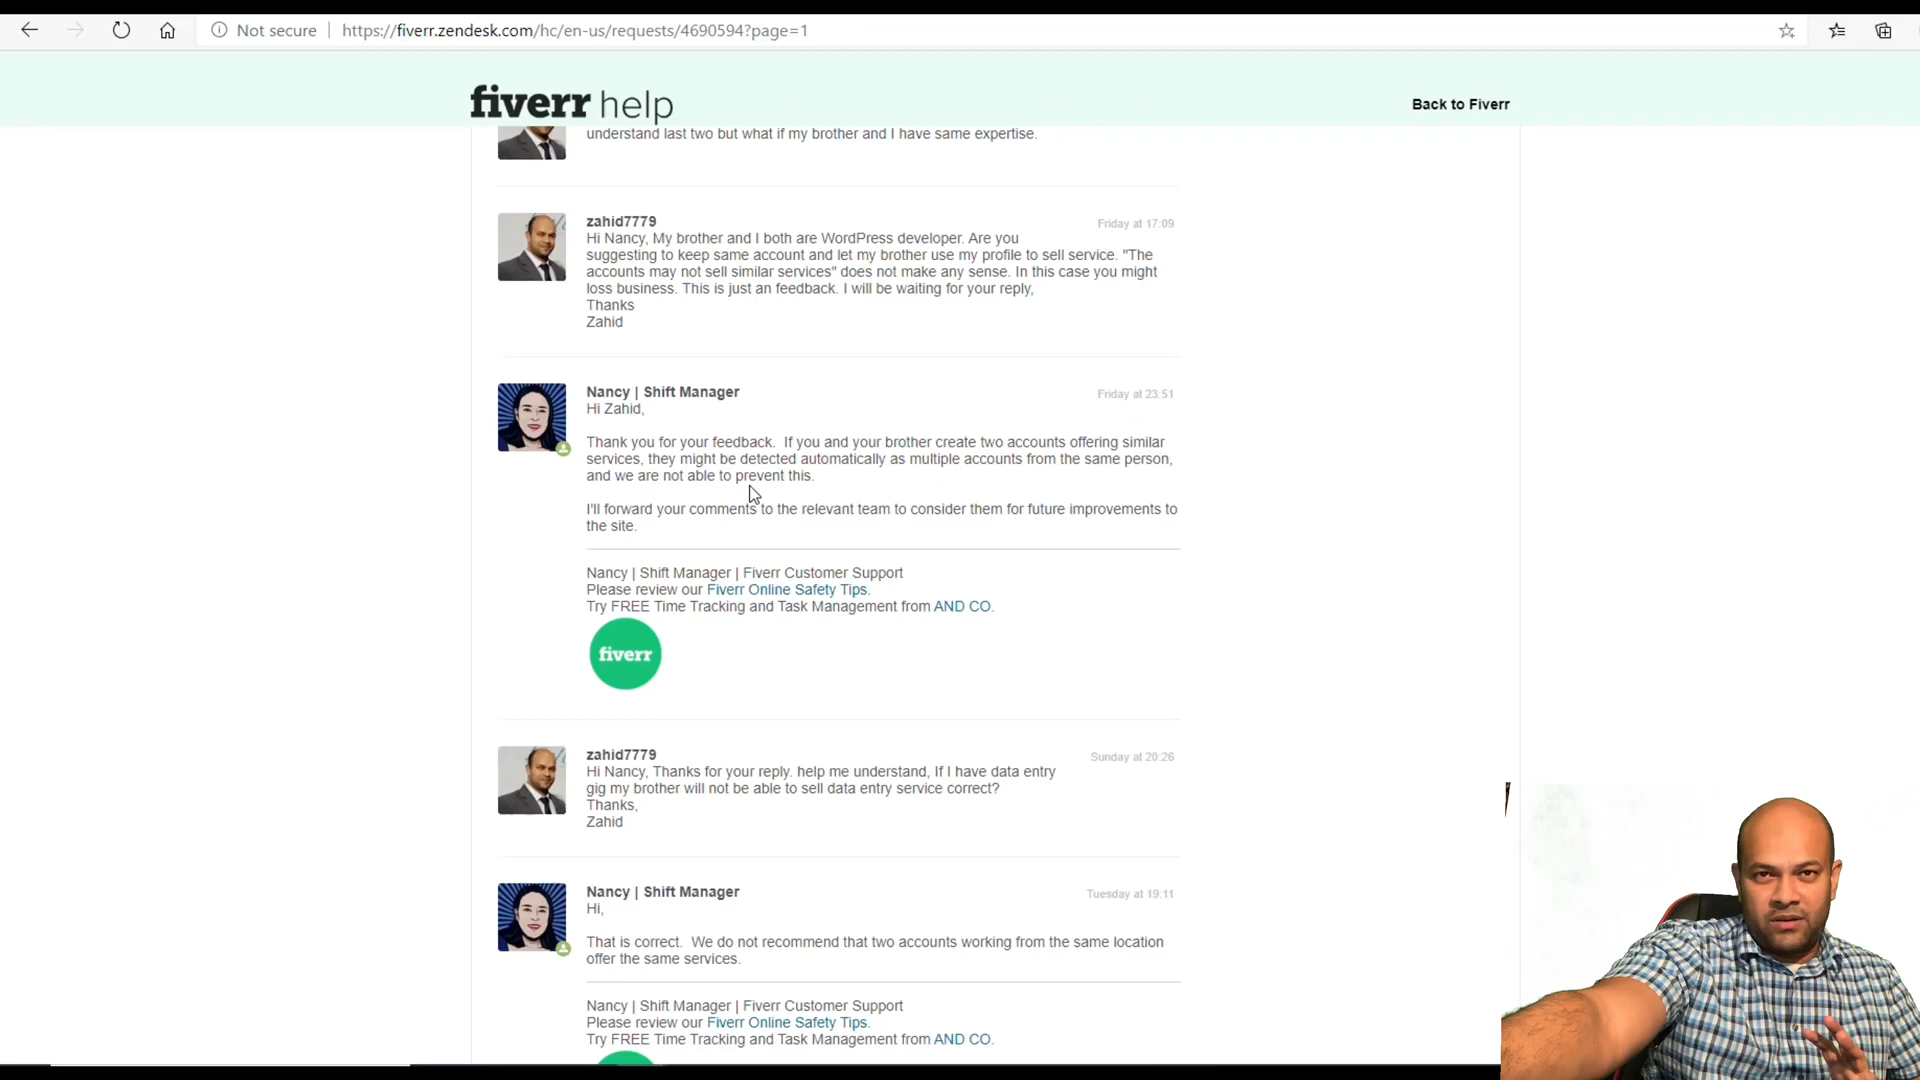 Not secure
https://fiverr.zendesk.com/hc/en-us/requests/4690594?page=1
fiverr help
Back to Fiverr
understand last two but what if my brother and I have same expertise.
zahid7779
Friday at 17:09
Hi Nancy, My brother and I both are WordPress developer. Are you
suggesting to keep same account and let my brother use my profile to sell service. "The
accounts may not sell similar services" does not make any sense. In this case you might
loss business. This is just an feedback. I will be waiting for your reply,
Thanks
Zahid
Nancy | Shift Manager
Friday at 23:51
Hi Zahid,
Thank you for your feedback.  If you and your brother create two accounts offering similar
services, they might be detected automatically as multiple accounts from the same person,
and we are not able to prevent this.
I'll forward your comments to the relevant team to consider them for future improvements to
the site.
Nancy | Shift Manager | Fiverr Customer Support
Please review our Fiverr Online Safety Tips.
Try FREE Time Tracking and Task Management from AND CO.
fiverr
zahid7779
Sunday at 20:26
Hi Nancy, Thanks for your reply. help me understand, If I have data entry
gig my brother will not be able to sell data entry service correct?
Thanks,
Zahid
Nancy | Shift Manager
Tuesday at 19:11
Hi,
That is correct.  We do not recommend that two accounts working from the same location
offer the same services.
Nancy | Shift Manager | Fiverr Customer Support
Please review our Fiverr Online Safety Tips.
Try FREE Time Tracking and Task Management from AND CO.